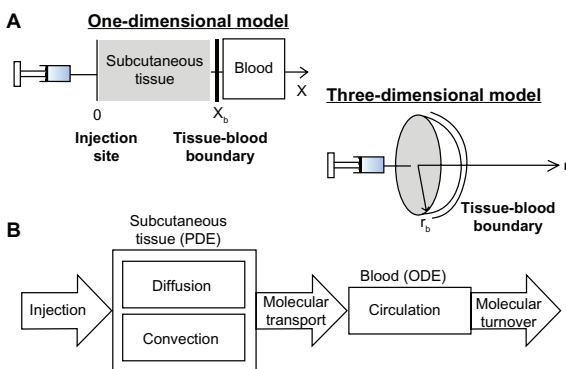 A
One-dimensional model
Subcutaneous
tissue
Blood
X
0
X_b
Injection
site
Tissue-blood
boundary
Three-dimensional model
r
r_b
Tissue-blood
boundary
B
Subcutaneous
tissue (PDE)
Injection
Diffusion
Convection
Molecular
transport
Blood (ODE)
Circulation
Molecular
turnover